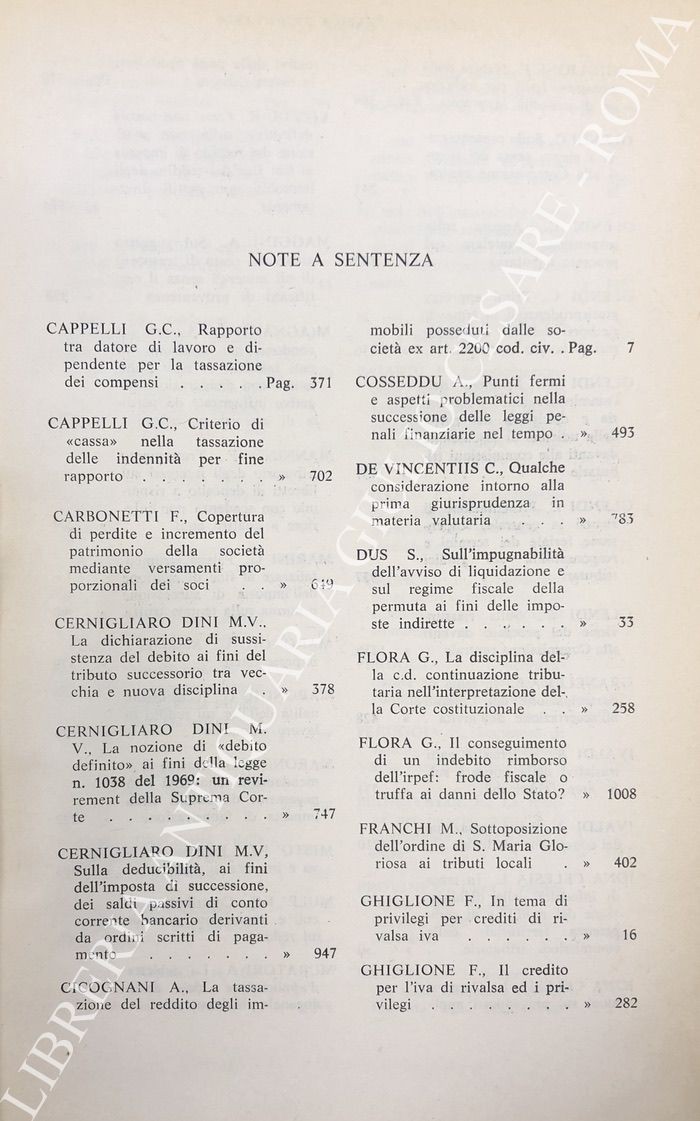 NOTE A SENTENZA
CAPPELLI G.C., Rapporto
tra datore di lavoro e di-
pendente per la tassazione
dei compensi . . . . . Pag. 371
CAPPELLI G.C., Criterio di
«cassa» nella tassazione
delle indennità per fine
rapporto . . . . . . . » 702
CARBONETTI F., Copertura
di perdite e incremento del
patrimonio della società
mediante versamenti pro-
porzionali dei soci . . » 649
CERNIGLIARO DINI M.V..
La dichiarazione di sussi-
stenza del debito ai fini del
tributo successorio tra vec-
chia e nuova disciplina . » 378
CERNIGLIARO DINI M.
V., La nozione di «debito
definito» ai fini della legge
n. 1038 del 1969: un revi-
rement della Suprema Cor-
te . . . . . . . . . » 747
CERNIGLIARO DINI M.V,
Sulla deducibilità, ai fini
dell'imposta di successione,
dei saldi passivi di conto
corrente bancario derivanti
da ordini scritti di paga-
mento . . . . . . . » 947
CICOGNANI A., La tassa-
zione del reddito degli im-
mobili posseduti dalle so-
cietà ex art. 2200 cod. civ. . Pag. 7
COSSEDDU A., Punti fermi
e aspetti problematici nella
successione delle leggi pe-
nali finanziarie nel tempo . » 493
DE VINCENTIIS C., Qualche
considerazione intorno alla
prima giurisprudenza in
materia valutaria . . . » 783
DUS S., Sull'impugnabilità
dell'avviso di liquidazione e
sul regime fiscale della
permuta ai fini delle impo-
ste indirette . . . . . . » 33
FLORA G., La disciplina del-
la c.d. continuazione tribu-
taria nell'interpretazione del-
la Corte costituzionale . . » 258
FLORA G., Il conseguimento
di un indebito rimborso
dell'irpef: frode fiscale o
truffa ai danni dello Stato? » 1008
FRANCHI M., Sottoposizione
dell'ordine di S. Maria Glo-
riosa ai tributi locali . » 402
GHIGLIONE F., In tema di
privilegi per crediti di ri-
valsa iva . . . . . . » 16
GHIGLIONE F., Il credito
per l'iva di rivalsa ed i pri-
vilegi . . . . . . . . » 282
LIBRERIA ANTIQUARIA GIULIO CESARE - ROMA